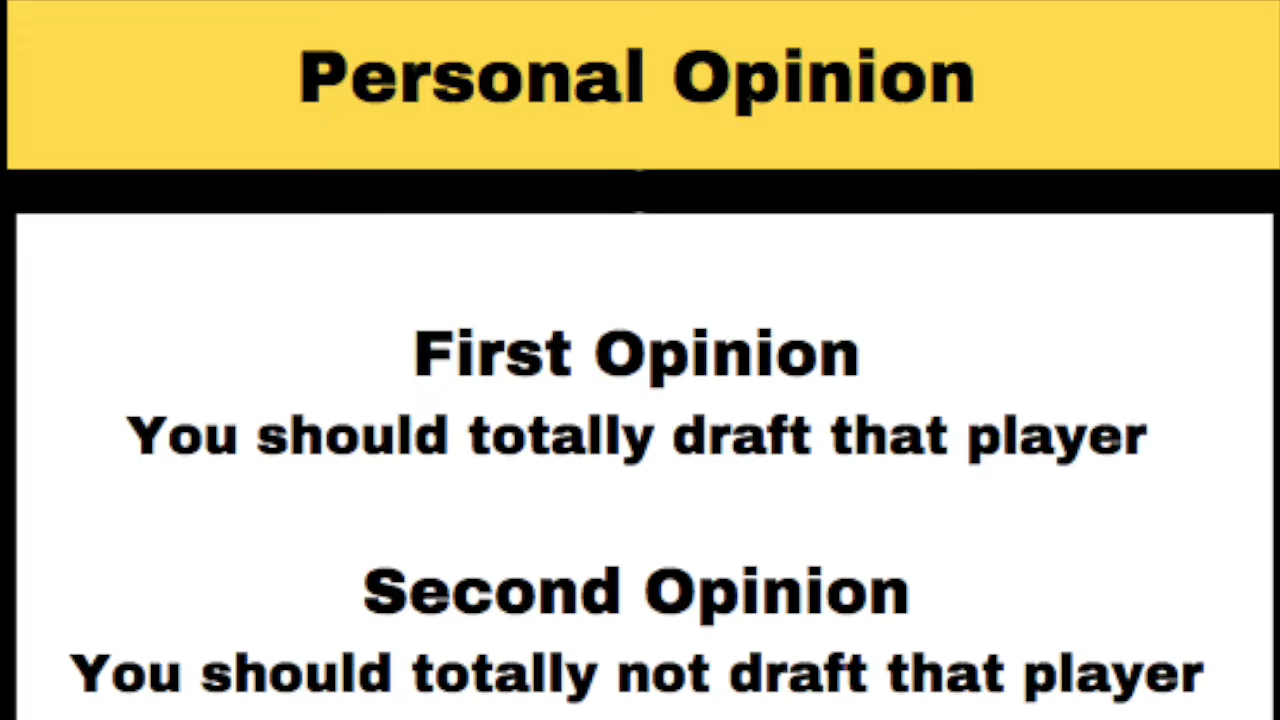 Personal Opinion
First Opinion
You should totally draft that player
Second Opinion
You should totally not draft that player